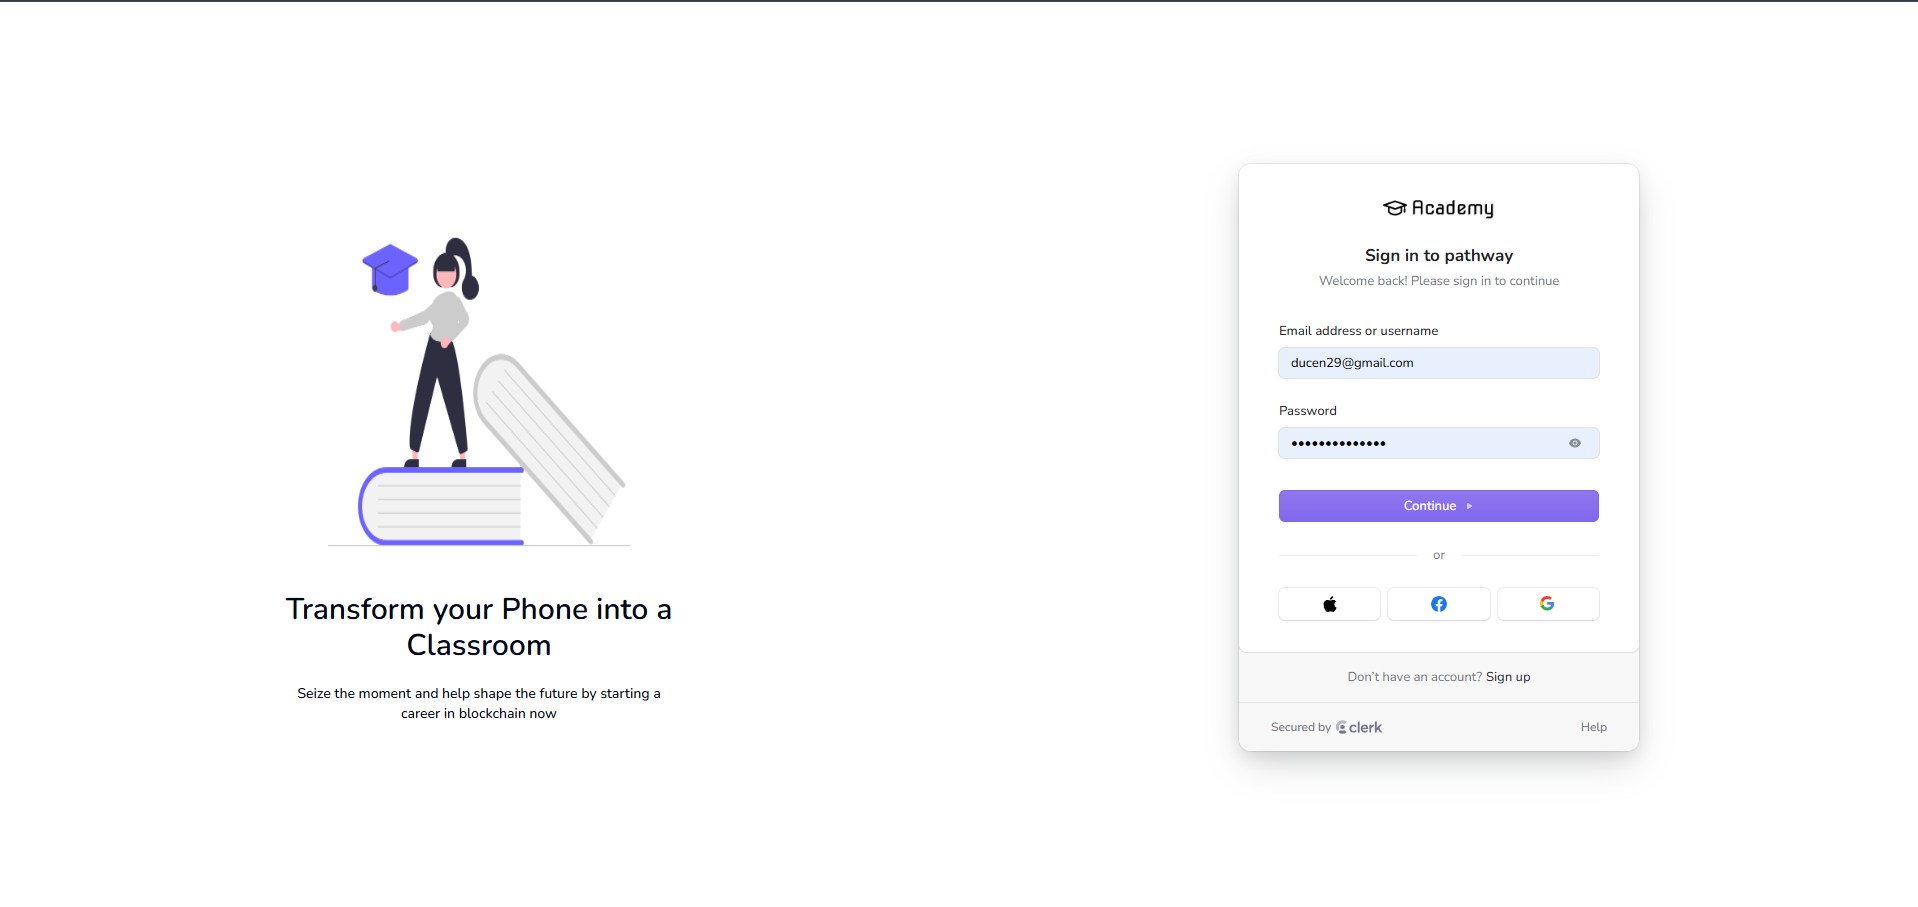 Transform your Phone into a
Classroom
Seize the moment and help shape the future by starting a
career in blockchain now
Academy
Sign in to pathway
Welcome back! Please sign in to continue
Email address or username
ducen29@gmail.com
Password
••••••••••••••
Continue
or
Don't have an account? Sign up
Secured by clerk
Help